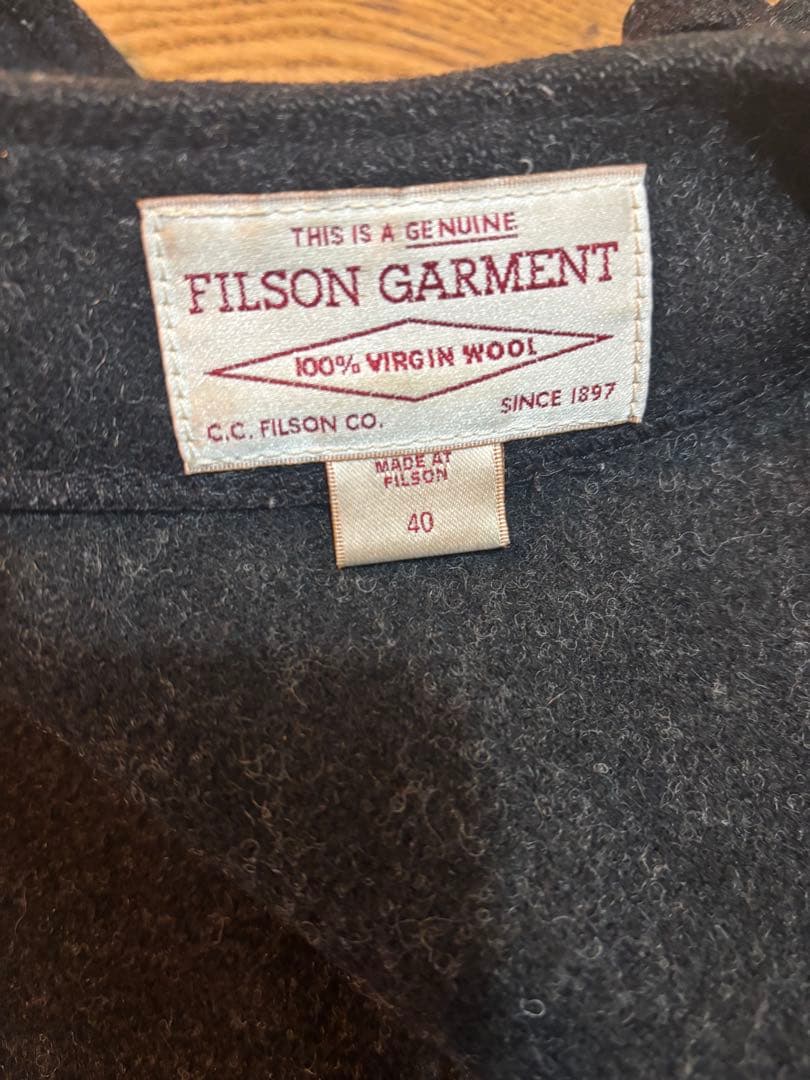 THIS IS A GENUINE
FILSON GARMENT
100% VIRGIN WOOL
C.C. FILSON CO.
SINCE 1897
MADE AT
FILSON
40